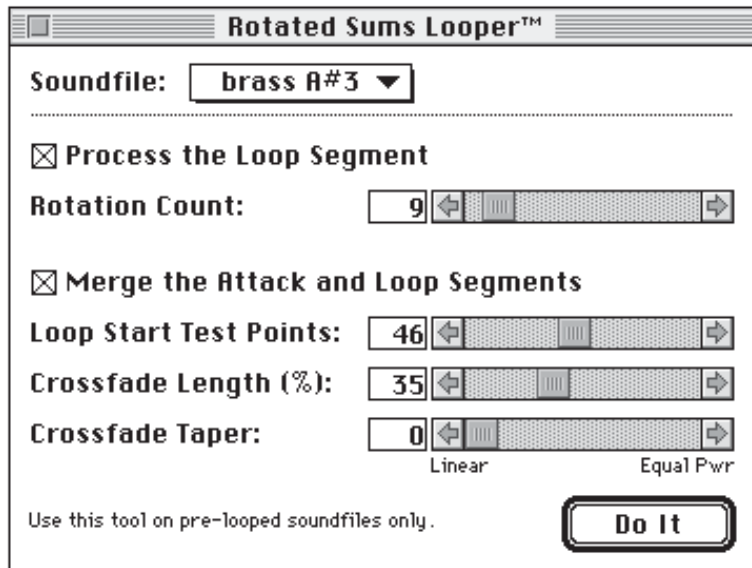 Rotated Sums Looper™
Soundfile: brass A#3
Process the Loop Segment
Rotation Count: 9
Merge the Attack and Loop Segments
Loop Start Test Points: 46
Crossfade Length (%): 35
Crossfade Taper: 0
Linear Equal Pwr
Use this tool on pre-looped soundfiles only.
Do It